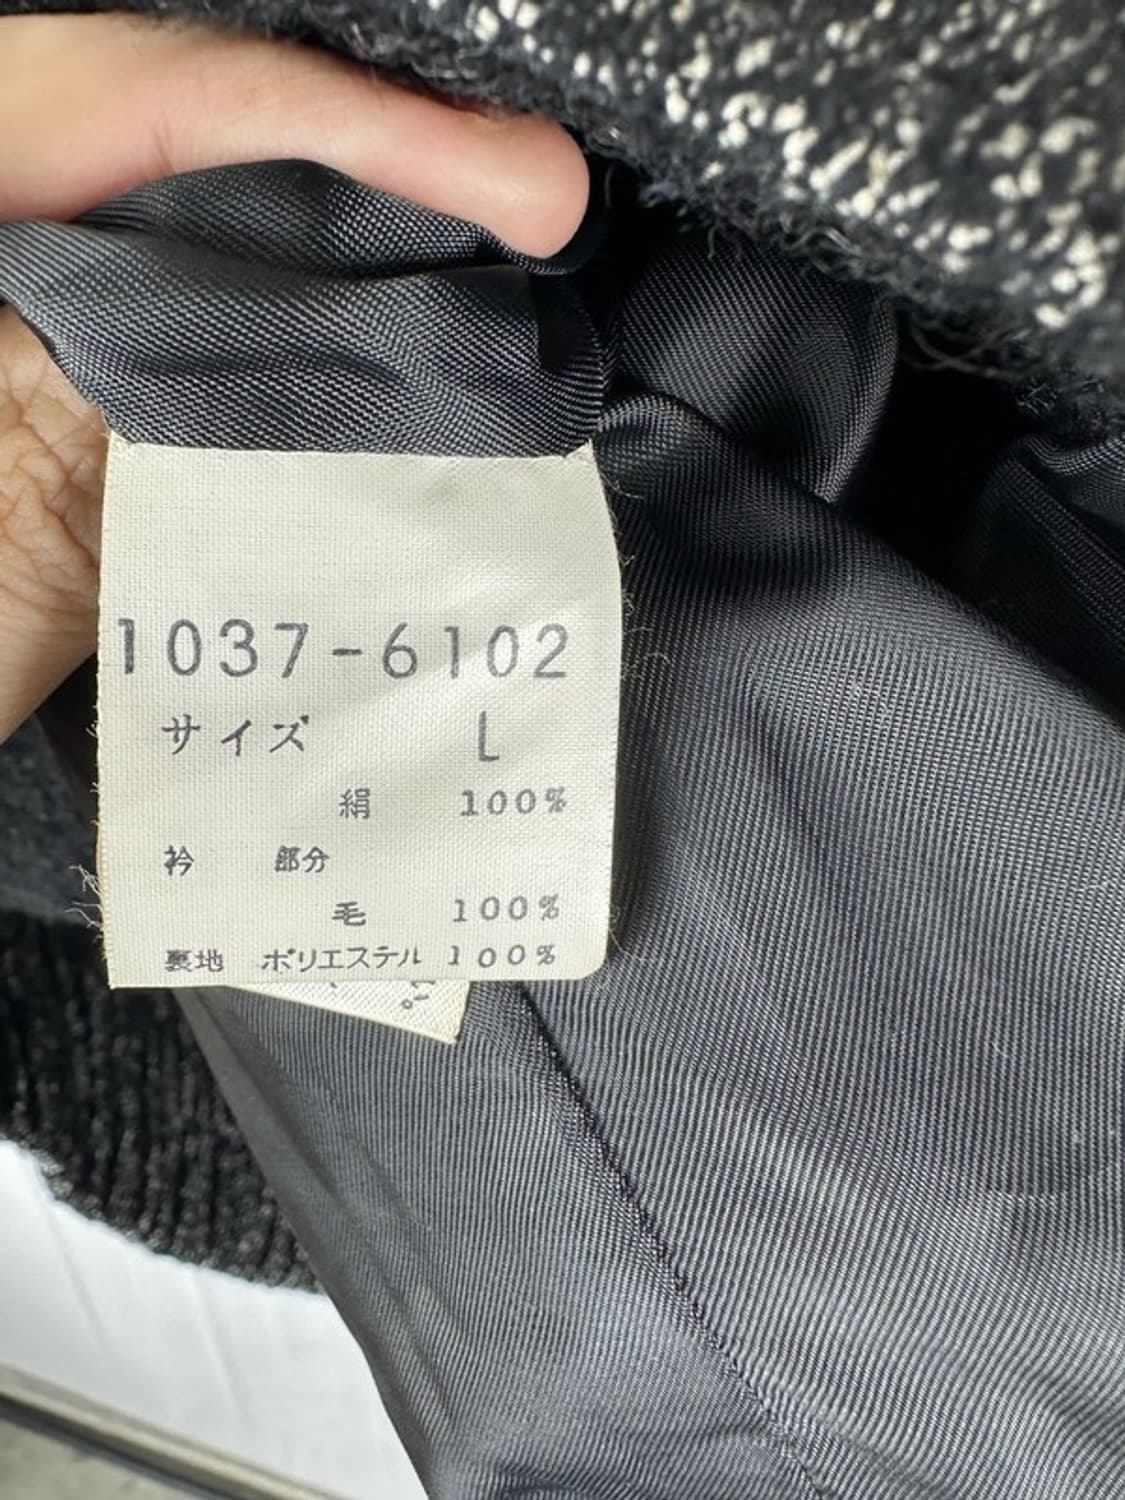 1037-6102
サイズ L
絹 100%
衿 部分
毛 100%
裏地 ポリエステル 100%